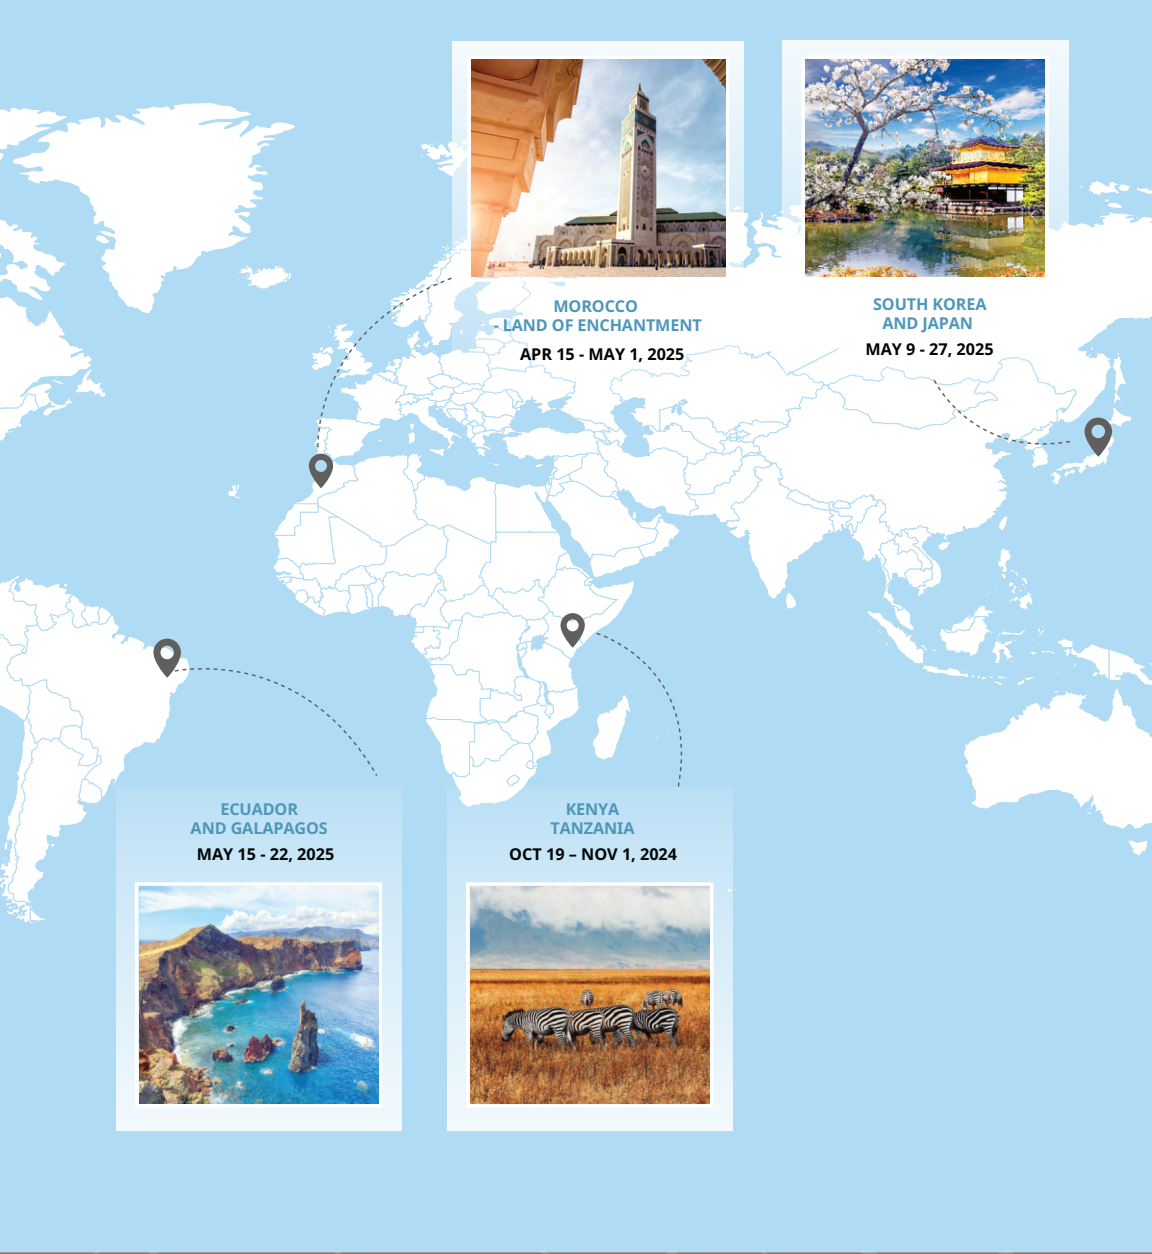 MOROCCO
- LAND OF ENCHANTMENT
APR 15 - MAY 1, 2025
SOUTH KOREA
AND JAPAN
MAY 9 - 27, 2025
ECUADOR
AND GALAPAGOS
MAY 15 - 22, 2025
KENYA
TANZANIA
OCT 19 – NOV 1, 2024